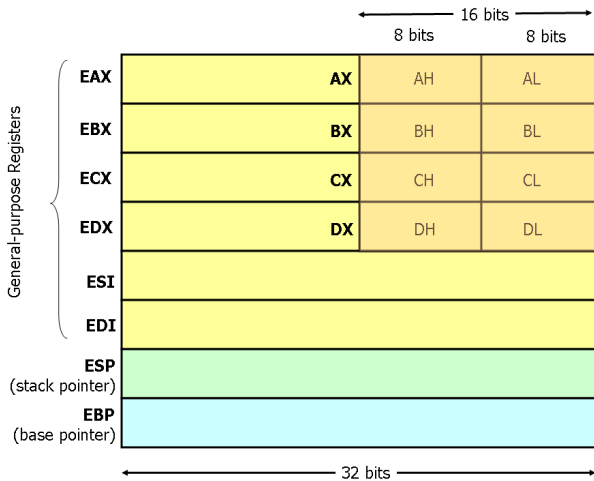 16 bits
8 bits 8 bits
General-purpose Registers
EAX AX AH AL
EBX BX BH BL
ECX CX CH CL
EDX DX DH DL
ESI
EDI
ESP
(stack pointer)
EBP
(base pointer)
32 bits